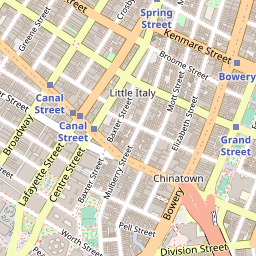 Crosby
Spring
Street
Greene Street
Kenmare Street
Broome Street
Bowery
Little Italy
Mott Street
Canal
Street
Baxter Street
Canal
Street
Elizabeth Street
Grand
Street
Broadway
Lafayette Street
Centre Street
Mulberry Street
Baxter Street
Chinatown
Bowery
Pell Street
Worth Street
Division Street